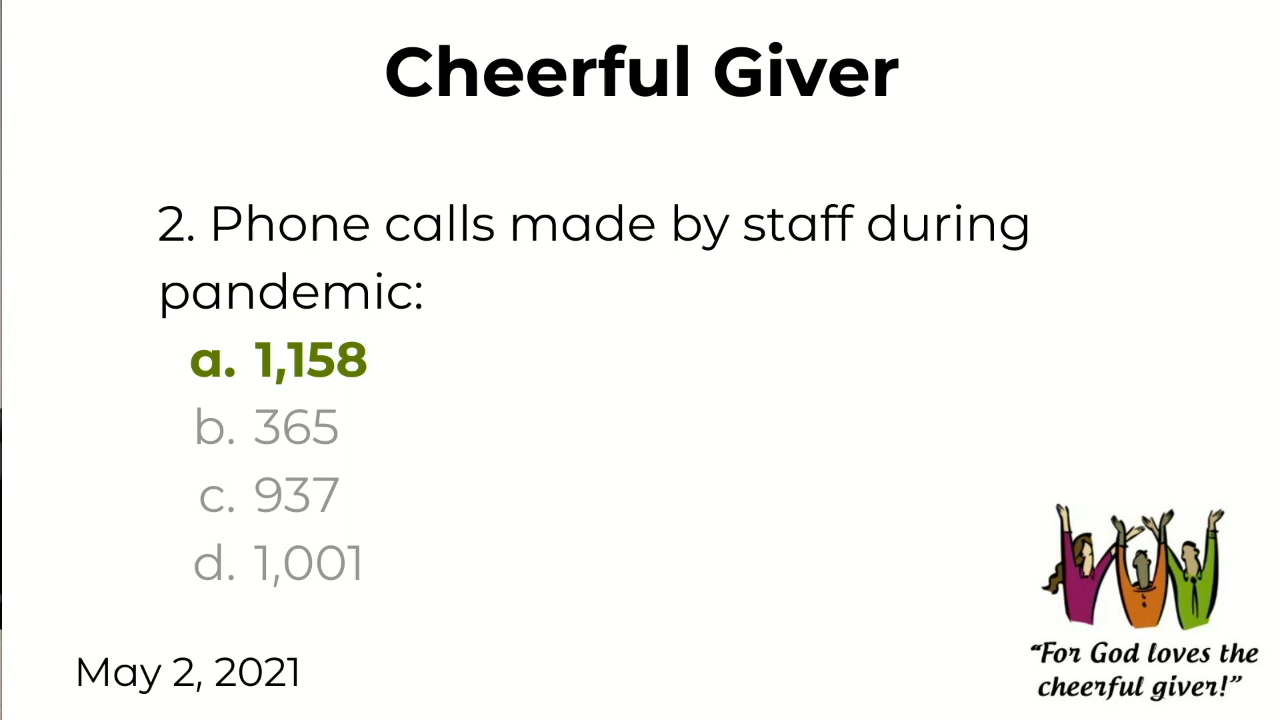 Cheerful Giver
2. Phone calls made by staff during
pandemic:
a. 1,158
b. 365
c. 937
d. 1,001
May 2, 2021
“For God loves the
cheerful giver!”